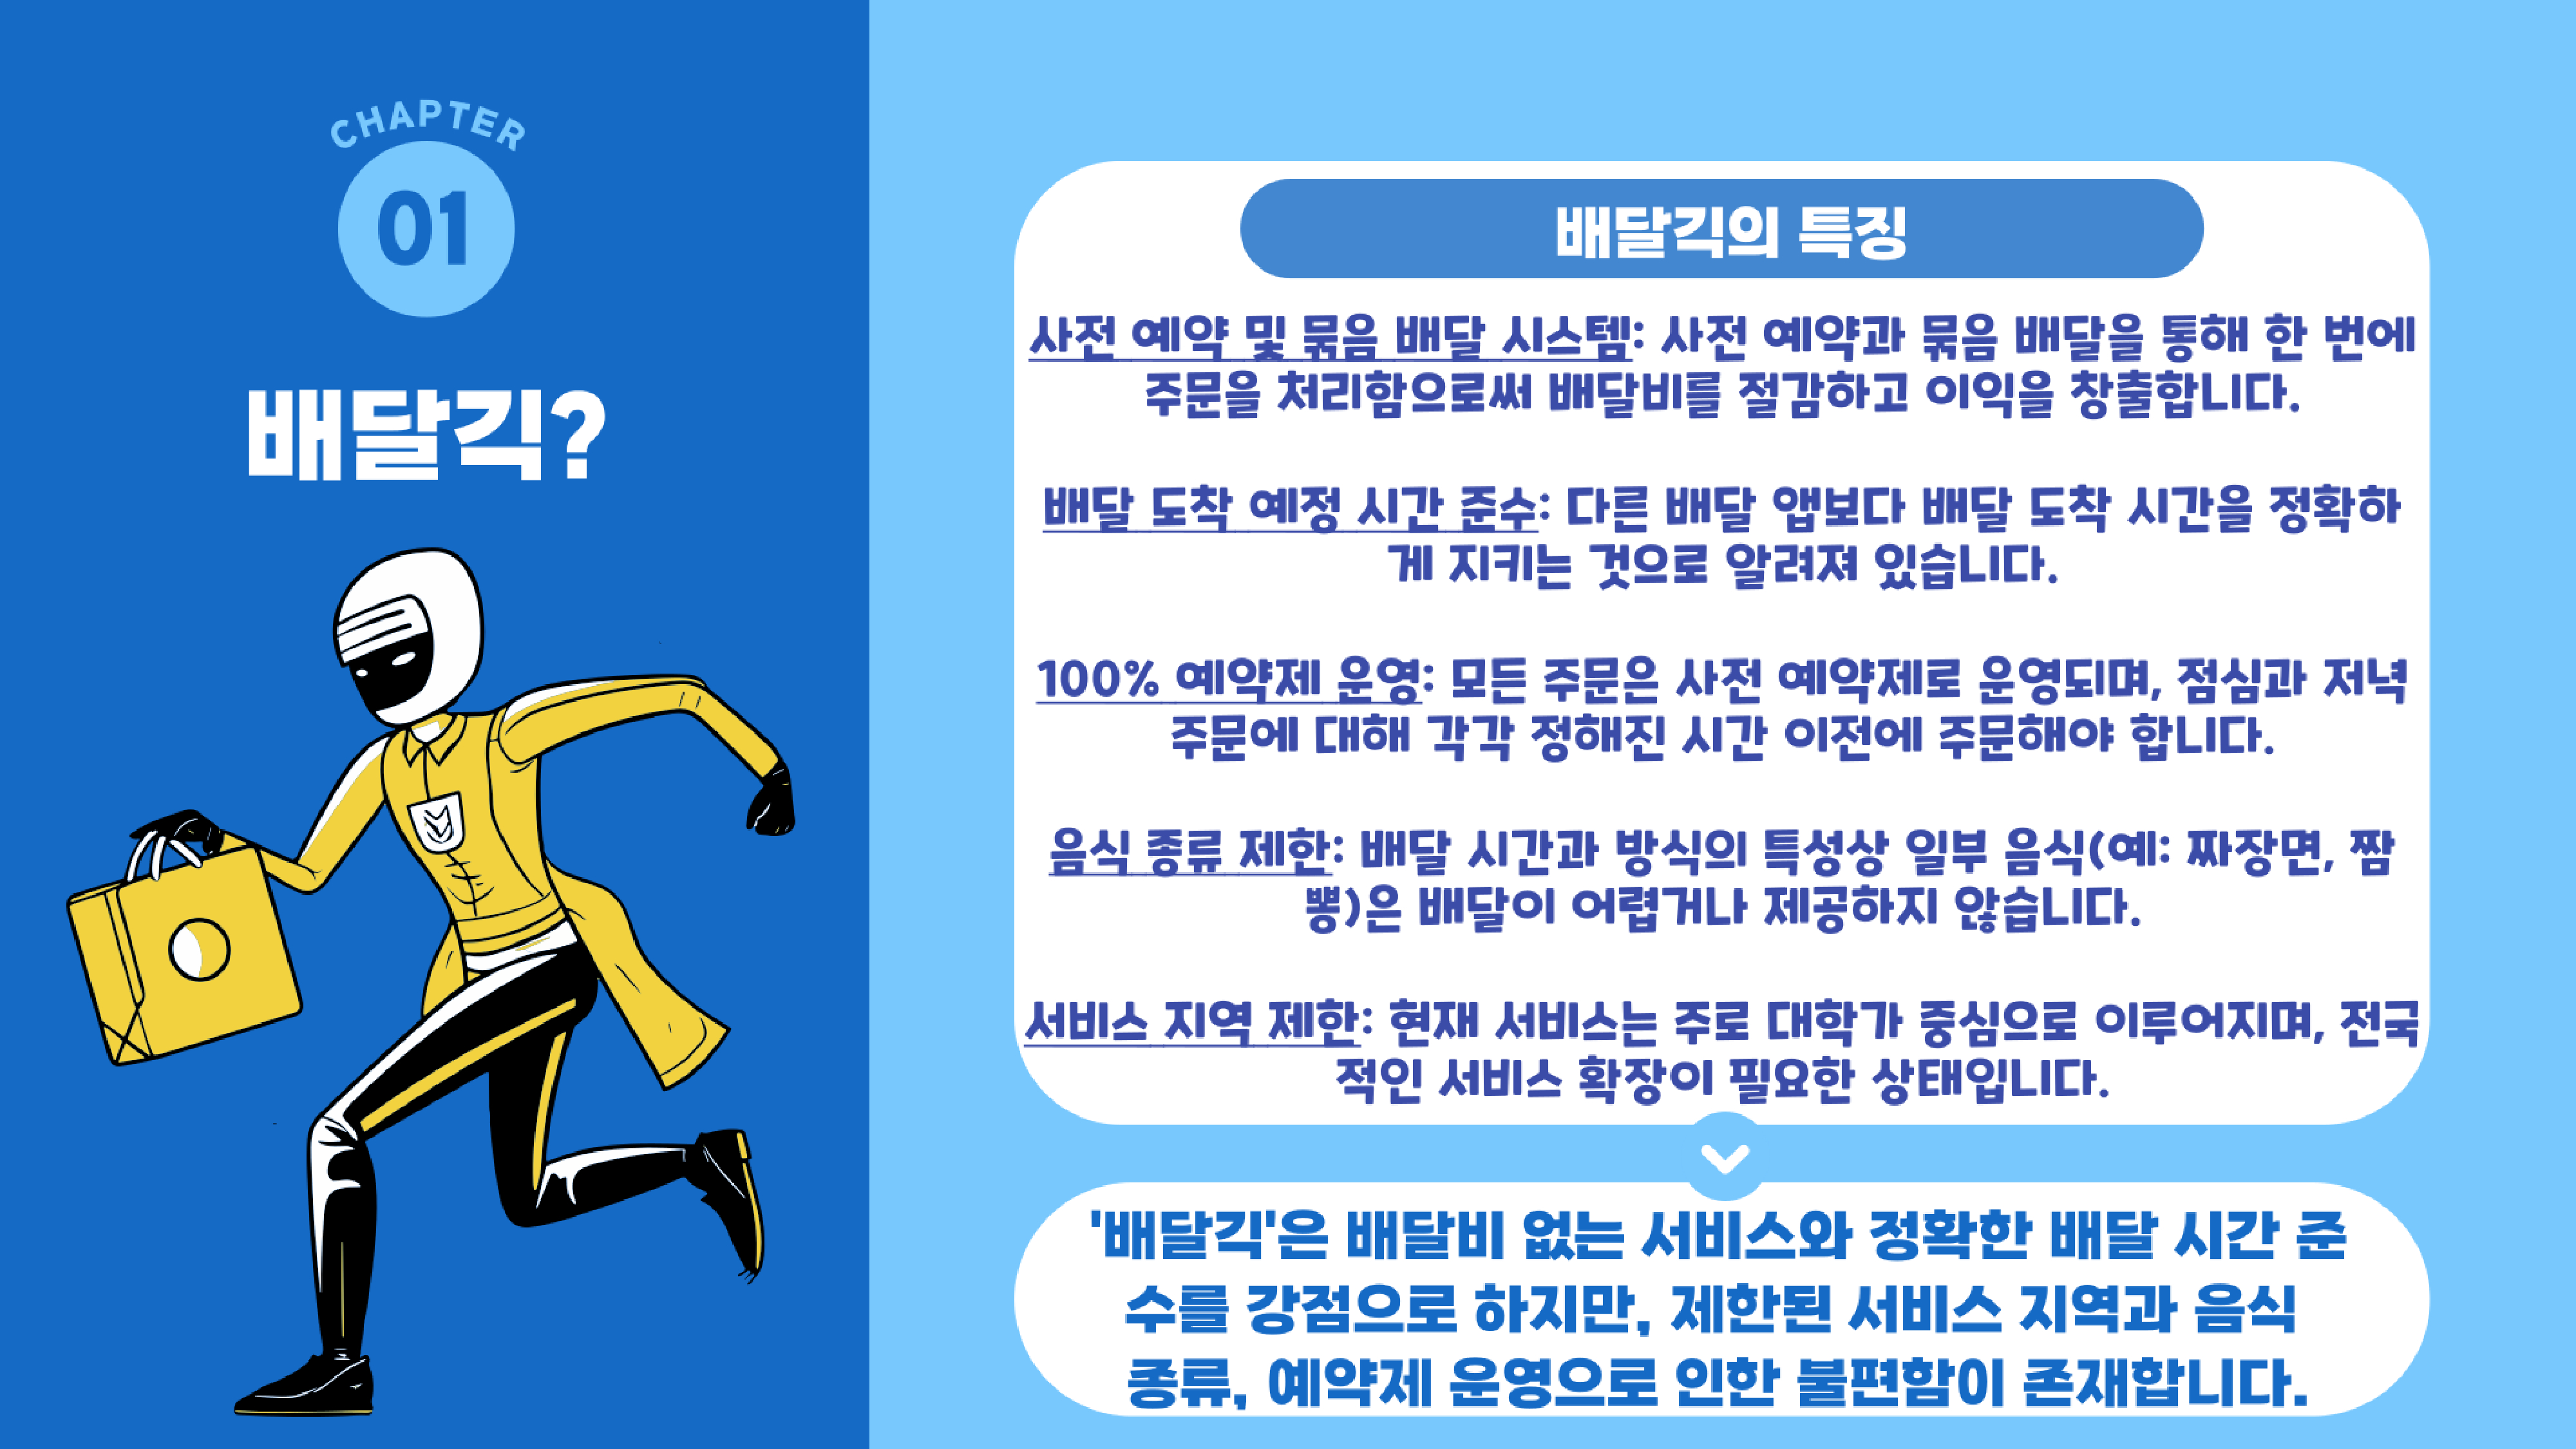 CHAPTER
01
배달긱?
배달긱의 특징
사전 예약 및 묶음 배달 시스템: 사전 예약과 묶음 배달을 통해 한 번에
주문을 처리함으로써 배달비를 절감하고 이익을 창출합니다.
배달 도착 예정 시간 준수: 다른 배달 앱보다 배달 도착 시간을 정확하
게 지키는 것으로 알려져 있습니다.
100% 예약제 운영: 모든 주문은 사전 예약제로 운영되며, 점심과 저녁
주문에 대해 각각 정해진 시간 이전에 주문해야 합니다.
음식 종류 제한: 배달 시간과 방식의 특성상 일부 음식(예: 짜장면, 짬
뽕)은 배달이 어렵거나 제공하지 않습니다.
서비스 지역 제한: 현재 서비스는 주로 대학가 중심으로 이루어지며, 전국
적인 서비스 확장이 필요한 상태입니다.
'배달긱'은 배달비 없는 서비스와 정확한 배달 시간 준
수를 강점으로 하지만, 제한된 서비스 지역과 음식
종류, 예약제 운영으로 인한 불편함이 존재합니다.